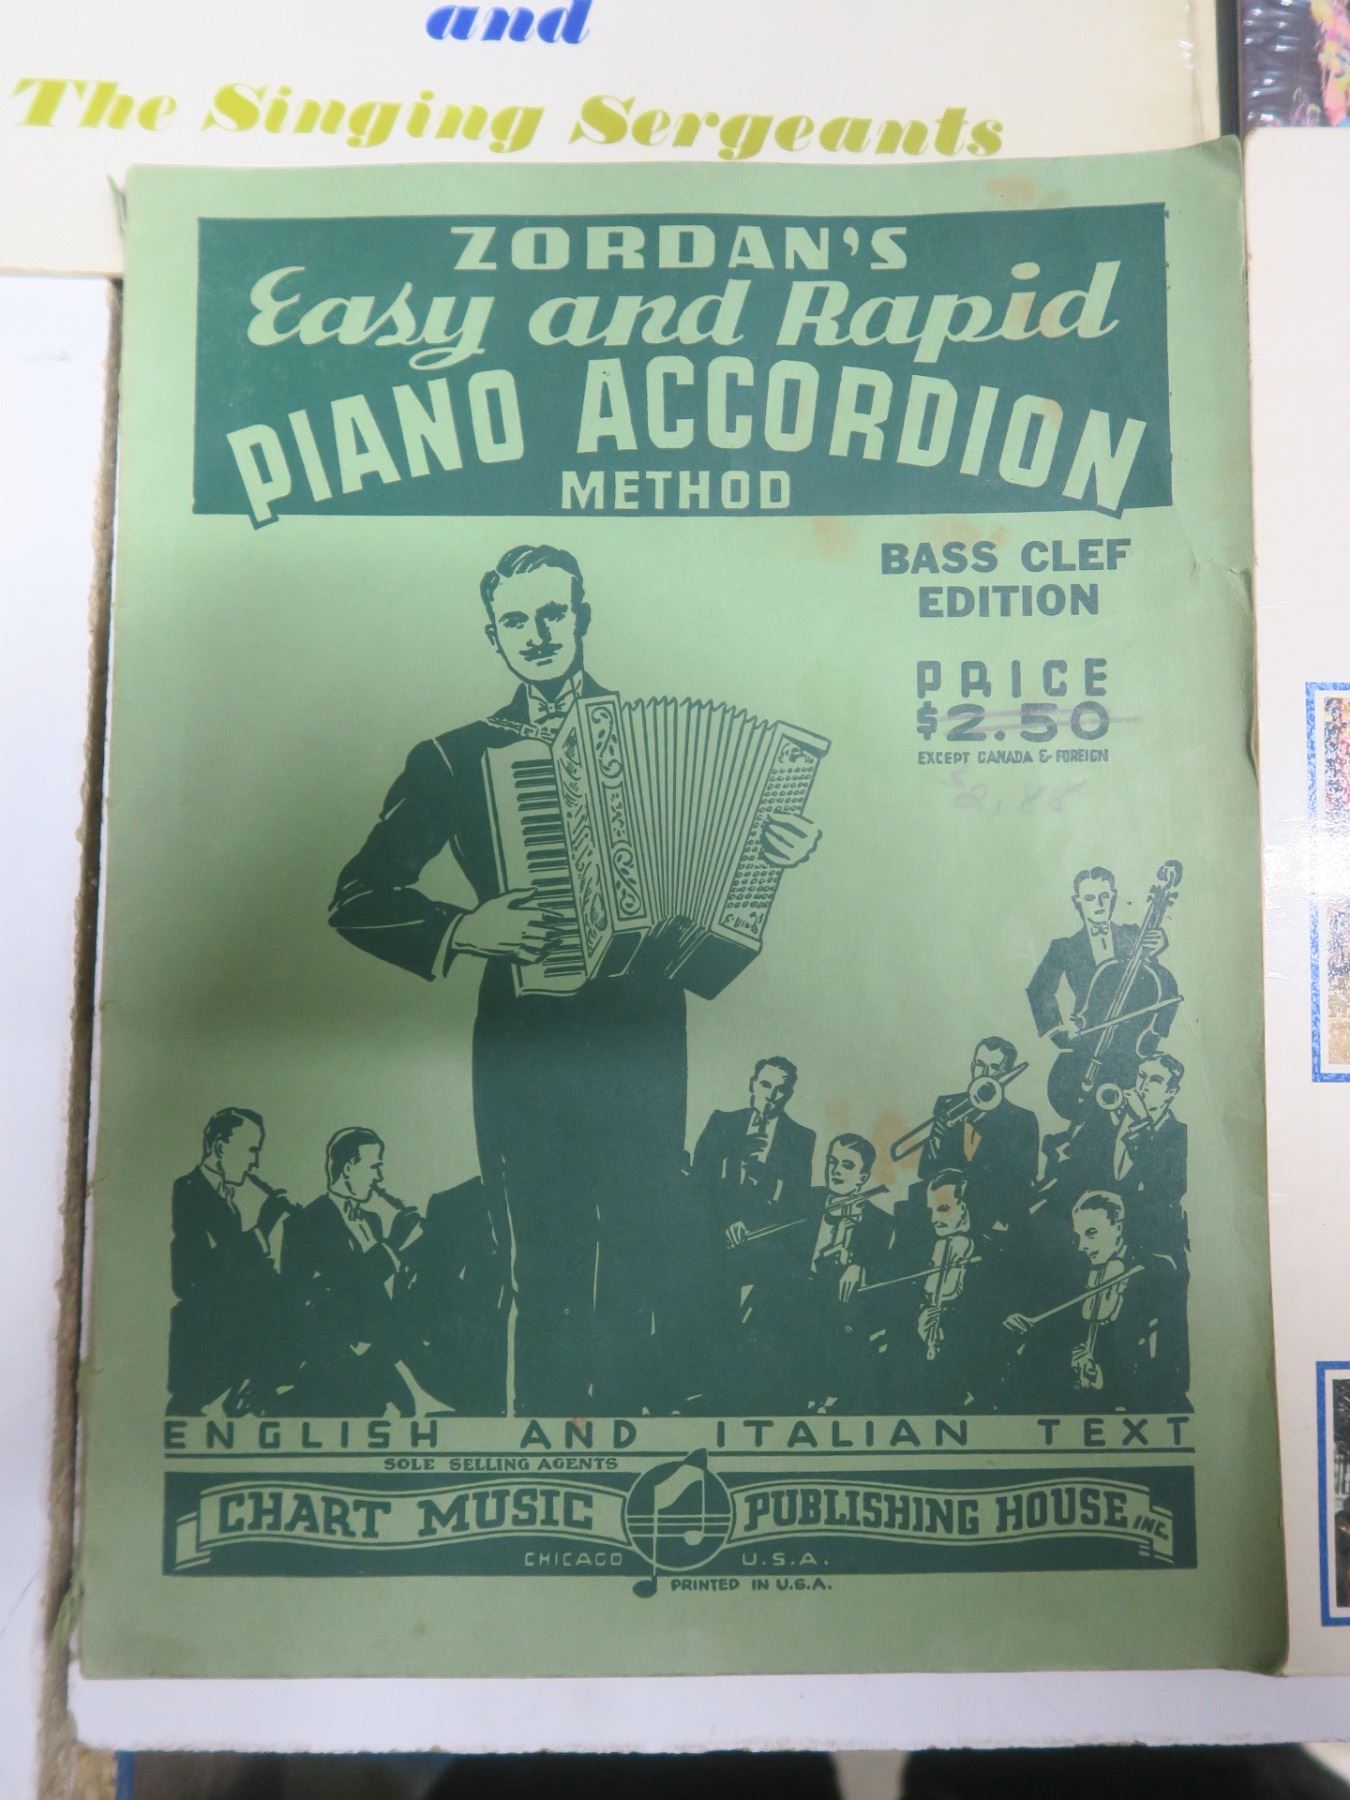 and
The Singing Sergeants
ZORDAN'S
Easy and Rapid
PIANO ACCORDION
METHOD
BASS CLEF
EDITION
PRICE
$2.50
EXCEPT CANADA & FOREIGN
ENGLISH AND ITALIAN TEXT
SOLE SELLING AGENTS
CHART MUSIC PUBLISHING HOUSE INC.
CHICAGO U.S.A.
PRINTED IN U.S.A.